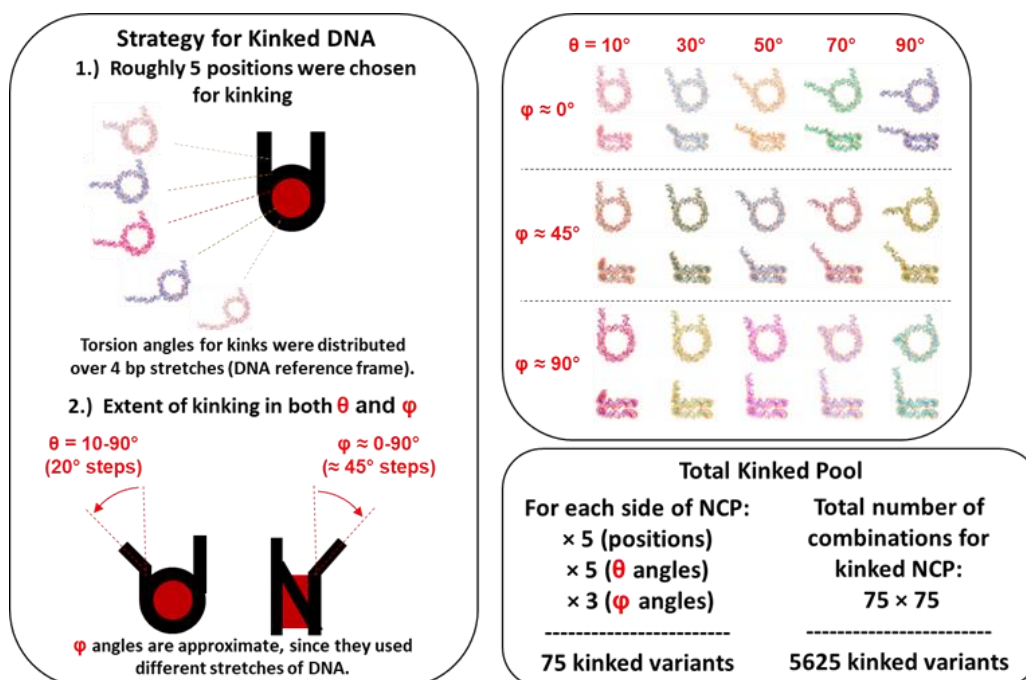 Strategy for Kinked DNA
1.) Roughly 5 positions were chosen
for kinking
Torsion angles for kinks were distributed
over 4 bp stretches (DNA reference frame).
2.) Extent of kinking in both θ and φ
θ = 10-90°
(20° steps)
φ ≈ 0-90°
(≈ 45° steps)
φ angles are approximate, since they used
different stretches of DNA.
θ = 10° 30° 50° 70° 90°
φ ≈ 0°
φ ≈ 45°
φ ≈ 90°
Total Kinked Pool
For each side of NCP:
× 5 (positions)
× 5 (θ angles)
× 3 (φ angles)
------------------------
75 kinked variants
Total number of
combinations for
kinked NCP:
75 × 75
------------------------
5625 kinked variants